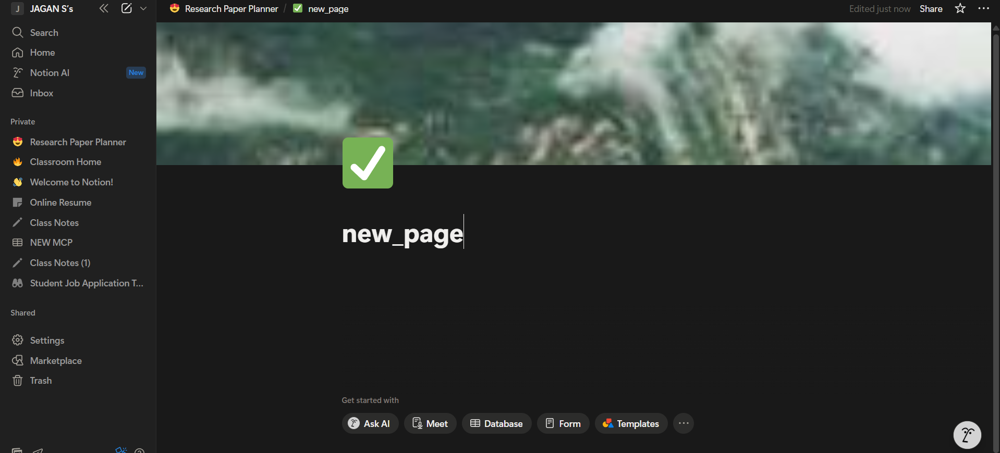 J JAGAN S's
Search
Home
Notion AI New
Inbox
Private
Research Paper Planner
Classroom Home
Welcome to Notion!
Online Resume
Class Notes
NEW MCP
Class Notes (1)
Student Job Application T...
Shared
Settings
Marketplace
Trash
Research Paper Planner / new_page
Edited just now Share
new_page
Get started with
Ask AI Meet Database Form Templates